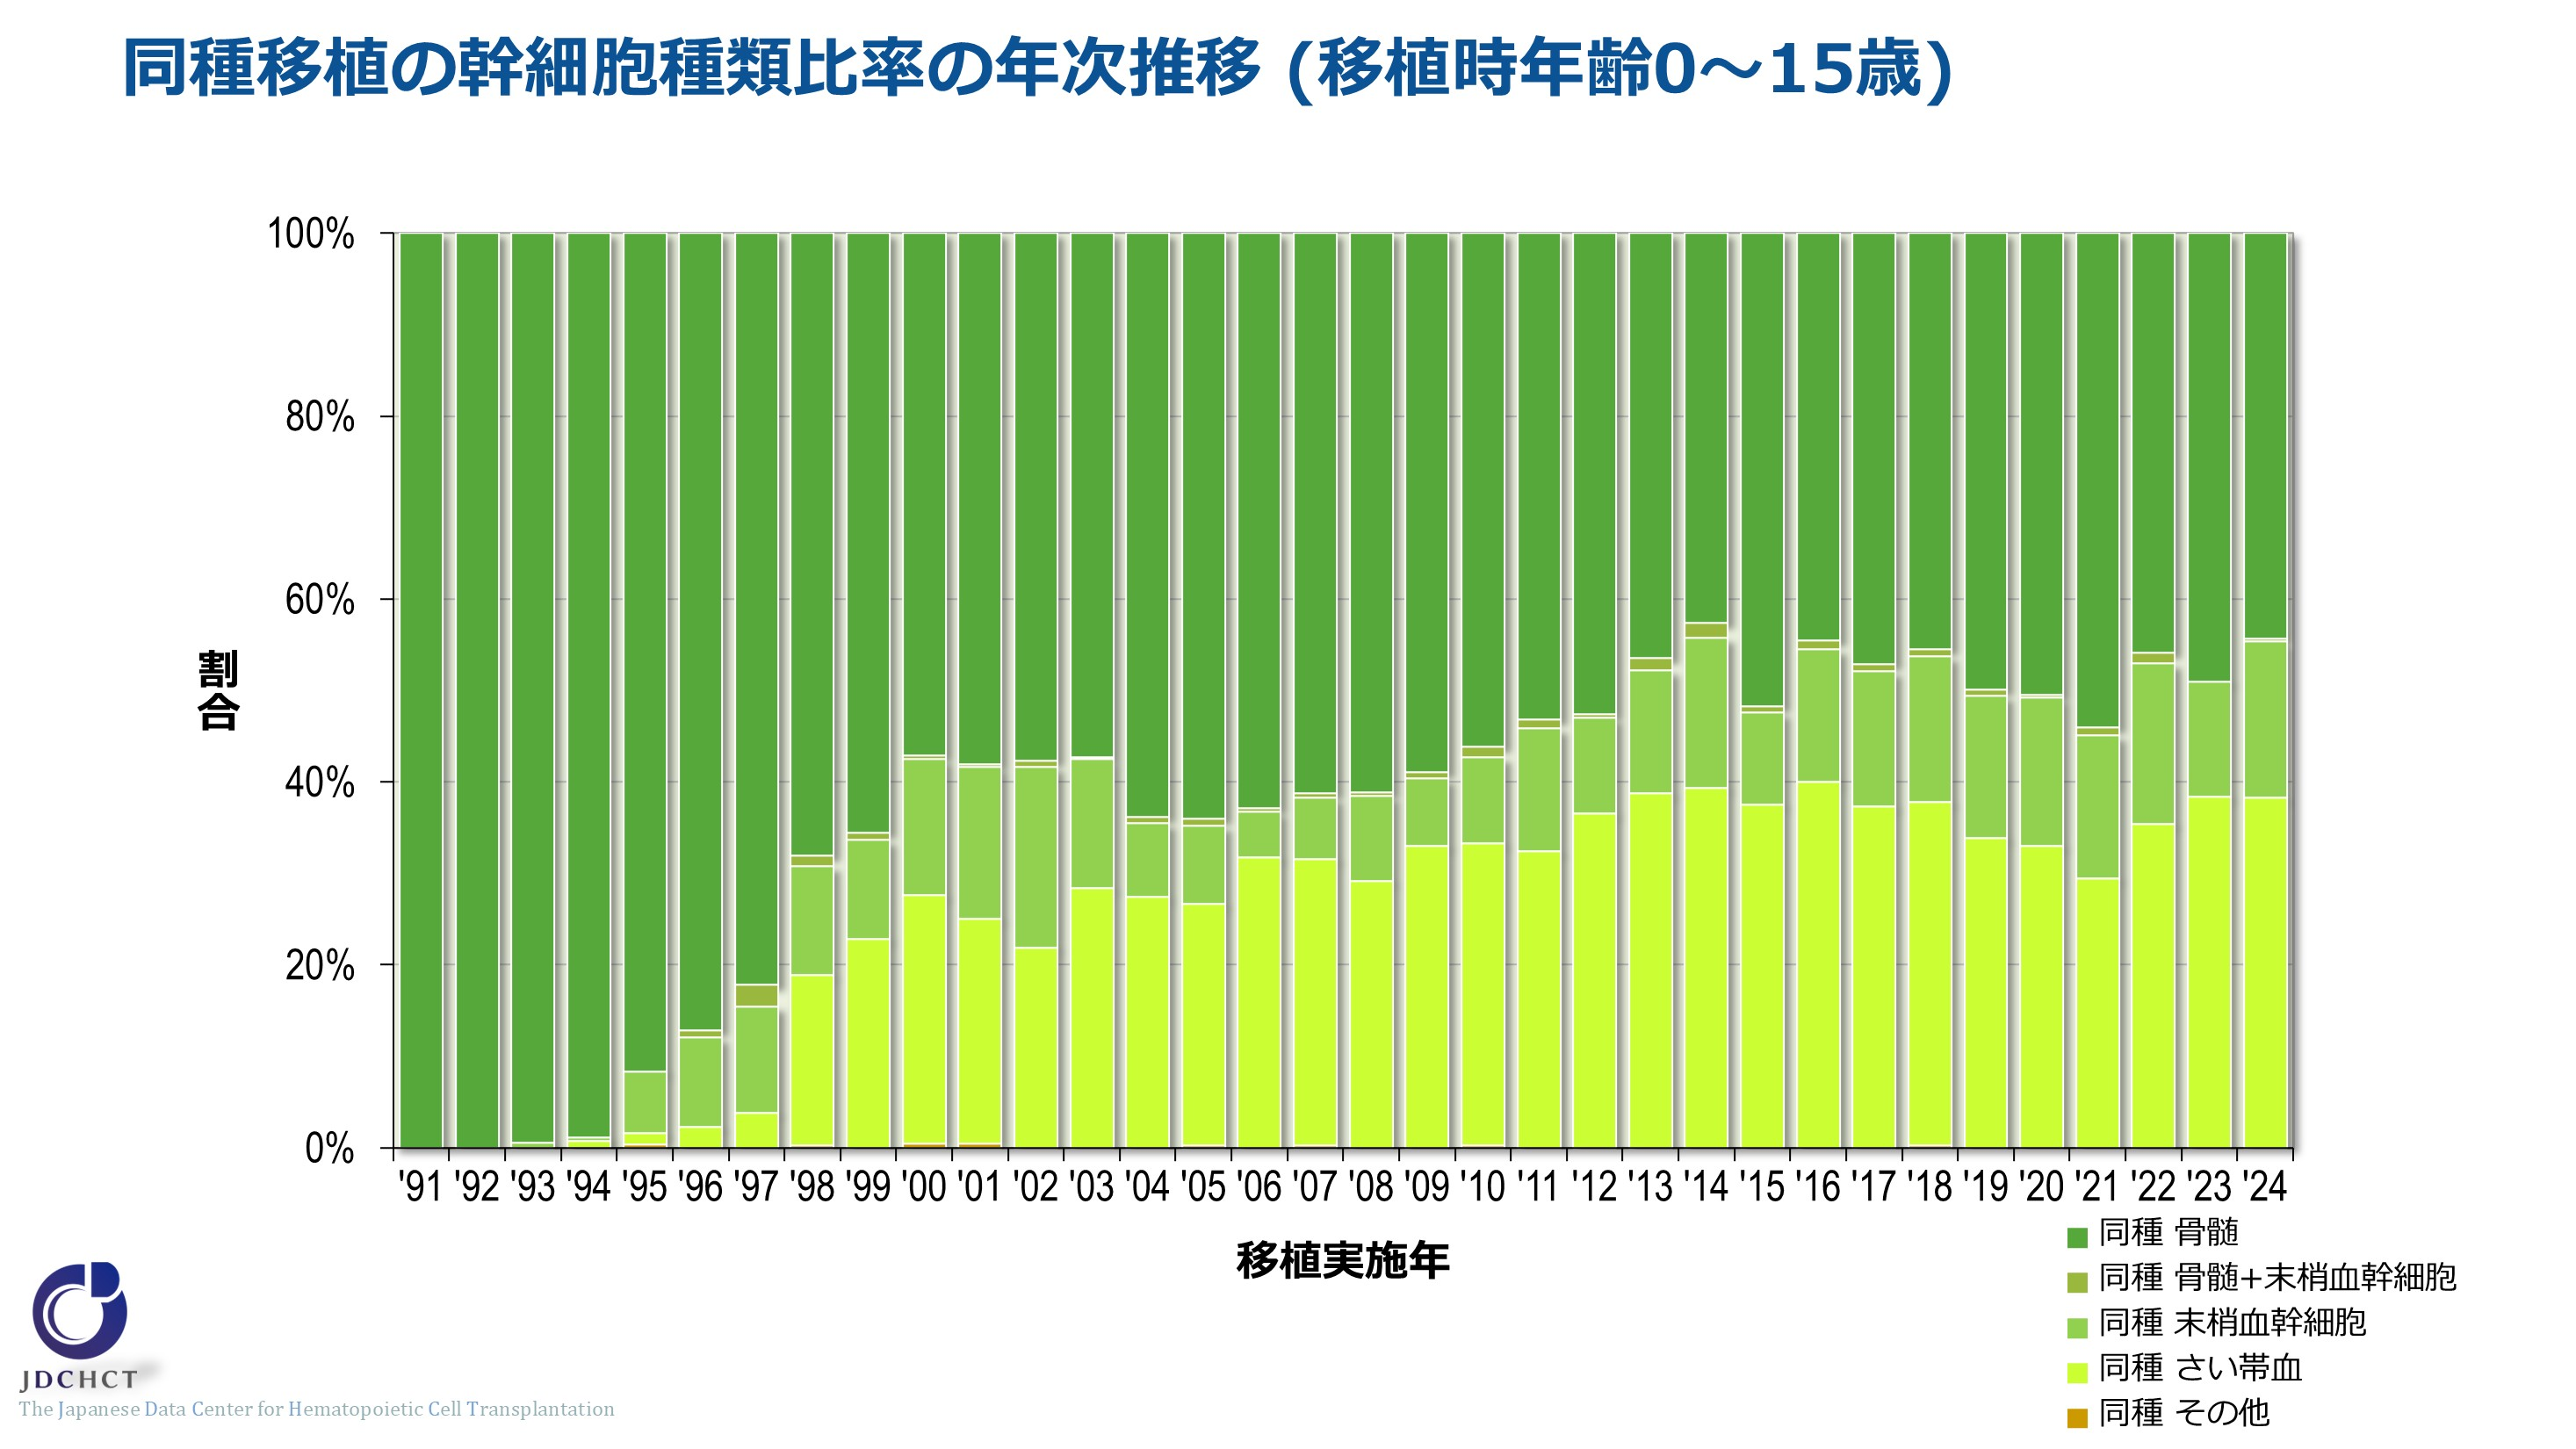 同種移植の幹細胞種類比率の年次推移 (移植時年齢0～15歳)
100%
80%
60%
40%
20%
0%
割合
'91 '92 '93 '94 '95 '96 '97 '98 '99 '00 '01 '02 '03 '04 '05 '06 '07 '08 '09 '10 '11 '12 '13 '14 '15 '16 '17 '18 '19 '20 '21 '22 '23 '24
移植実施年
同種 骨髄
同種 骨髄+末梢血幹細胞
同種 末梢血幹細胞
同種 さい帯血
同種 その他
JDCHCT
The Japanese Data Center for Hematopoietic Cell Transplantation